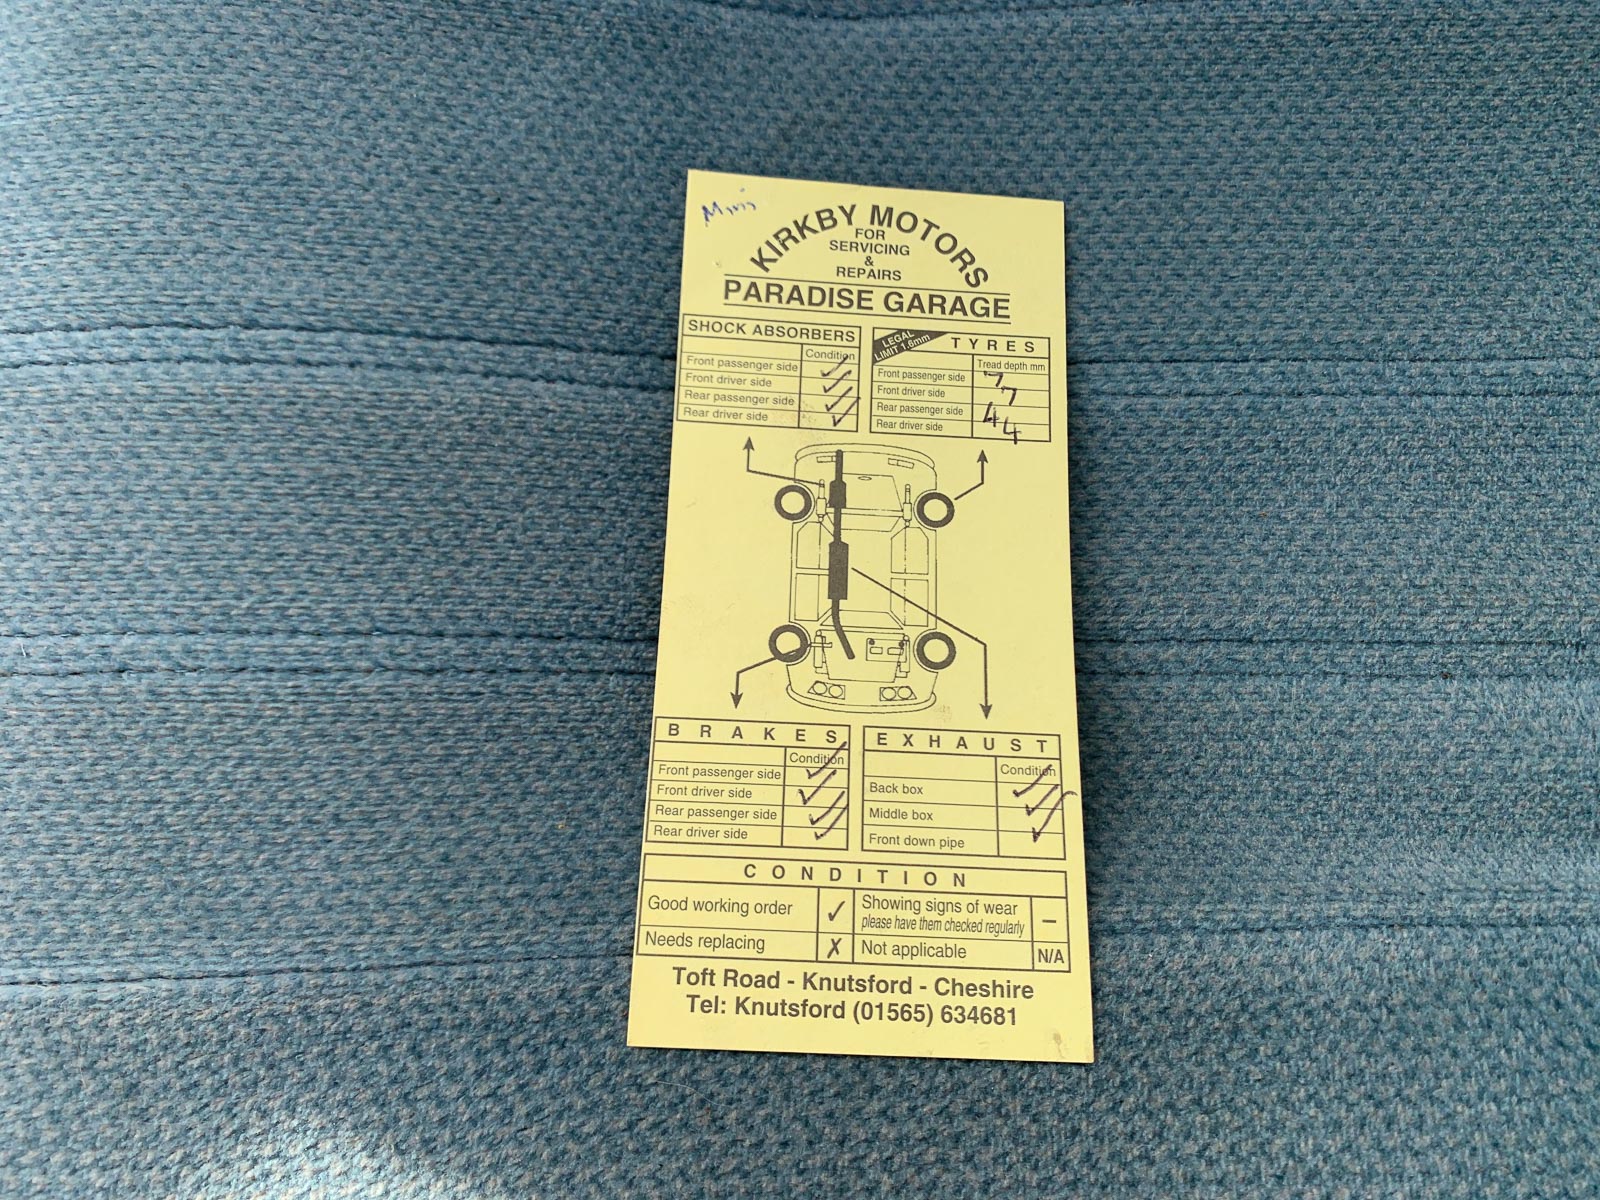 Mini
KIRKBY MOTORS
FOR
SERVICING
&
REPAIRS
PARADISE GARAGE
SHOCK ABSORBERS
Condition
Front passenger side ✓
Front driver side ✓
Rear passenger side ✓
Rear driver side ✓
LEGAL
LIMIT 1.6mm
TYRES
Tread depth mm
Front passenger side 7
Front driver side 7
Rear passenger side 4
Rear driver side 4
BRAKES
Condition
Front passenger side ✓
Front driver side ✓
Rear passenger side ✓
Rear driver side ✓
EXHAUST
Condition
Back box ✓
Middle box ✓
Front down pipe ✓
CONDITION
Good working order ✓
Showing signs of wear –
please have them checked regularly
Needs replacing ✗
Not applicable N/A
Toft Road - Knutsford - Cheshire
Tel: Knutsford (01565) 634681